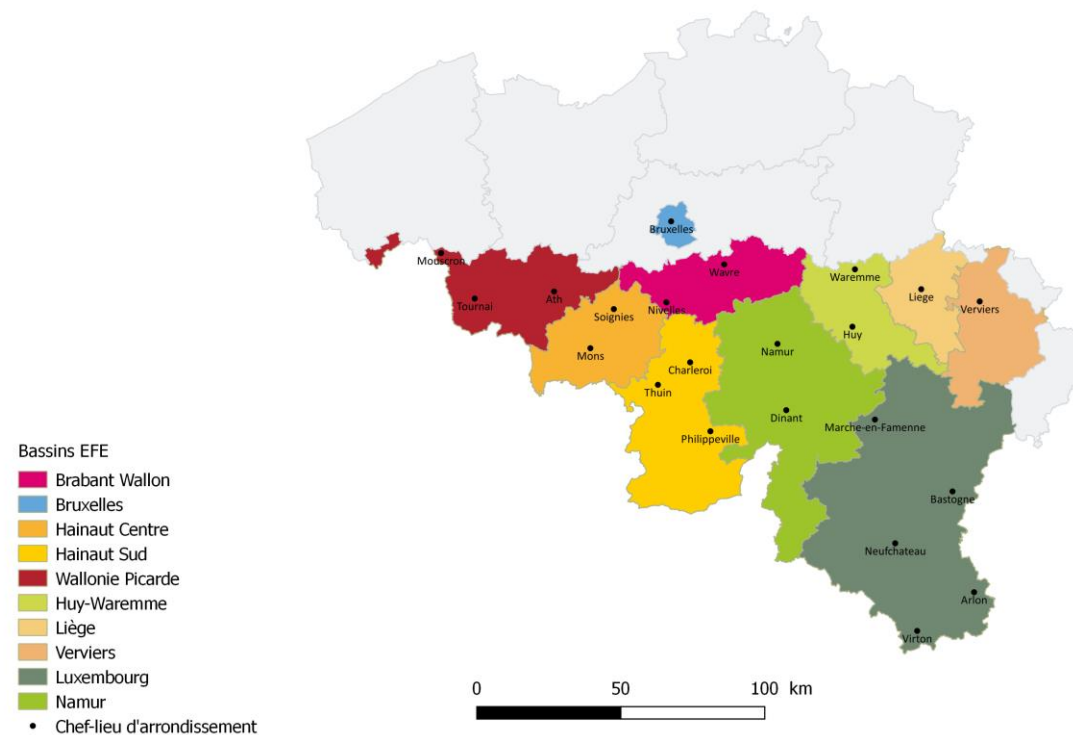 Bruxelles
Mouscron
Wavre
Waremme
Tournai
Ath
Nivelles
Liege
Verviers
Soignies
Huy
Mons
Namur
Charleroi
Thuin
Dinant
Marche-en-Famenne
Philippeville
Bastogne
Neufchateau
Arlon
Virton
Bassins EFE
Brabant Wallon
Bruxelles
Hainaut Centre
Hainaut Sud
Wallonie Picarde
Huy-Waremme
Liège
Verviers
Luxembourg
Namur
Chef-lieu d'arrondissement
0 50 100 km